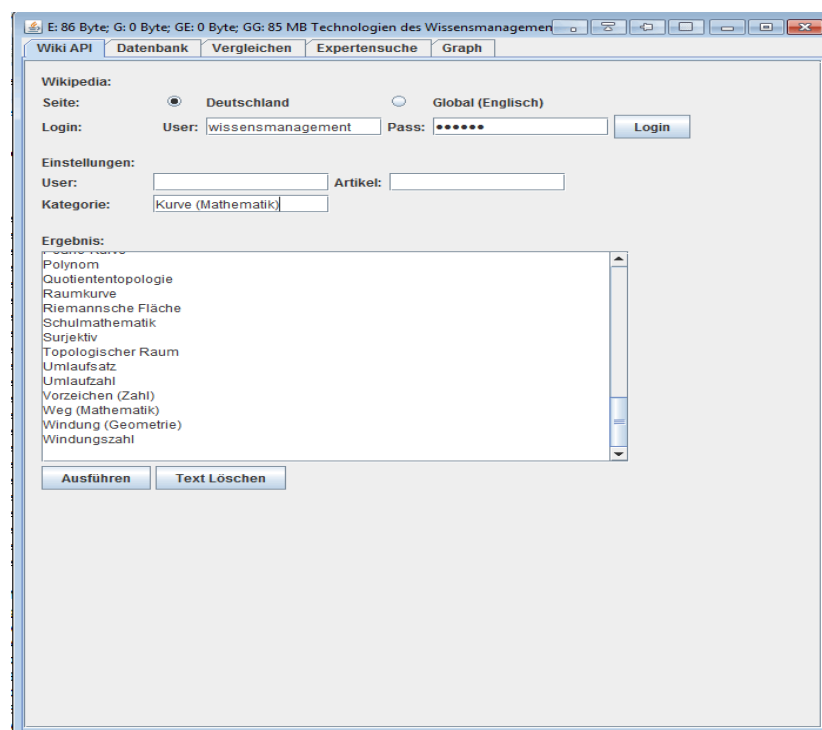 E: 86 Byte; G: 0 Byte; GE: 0 Byte; GG: 85 MB Technologien des Wissensmanagemen
Wiki API Datenbank Vergleichen Expertensuche Graph
Wikipedia:
Seite: Deutschland Global (Englisch)
Login: User: wissensmanagement Pass: •••••• Login
Einstellungen:
User: Artikel:
Kategorie: Kurve (Mathematik)
Ergebnis:
Polynom
Quotiententopologie
Raumkurve
Riemannsche Fläche
Schulmathematik
Surjektiv
Topologischer Raum
Umlaufsatz
Umlaufzahl
Vorzeichen (Zahl)
Weg (Mathematik)
Windung (Geometrie)
Windungszahl
Ausführen Text Löschen